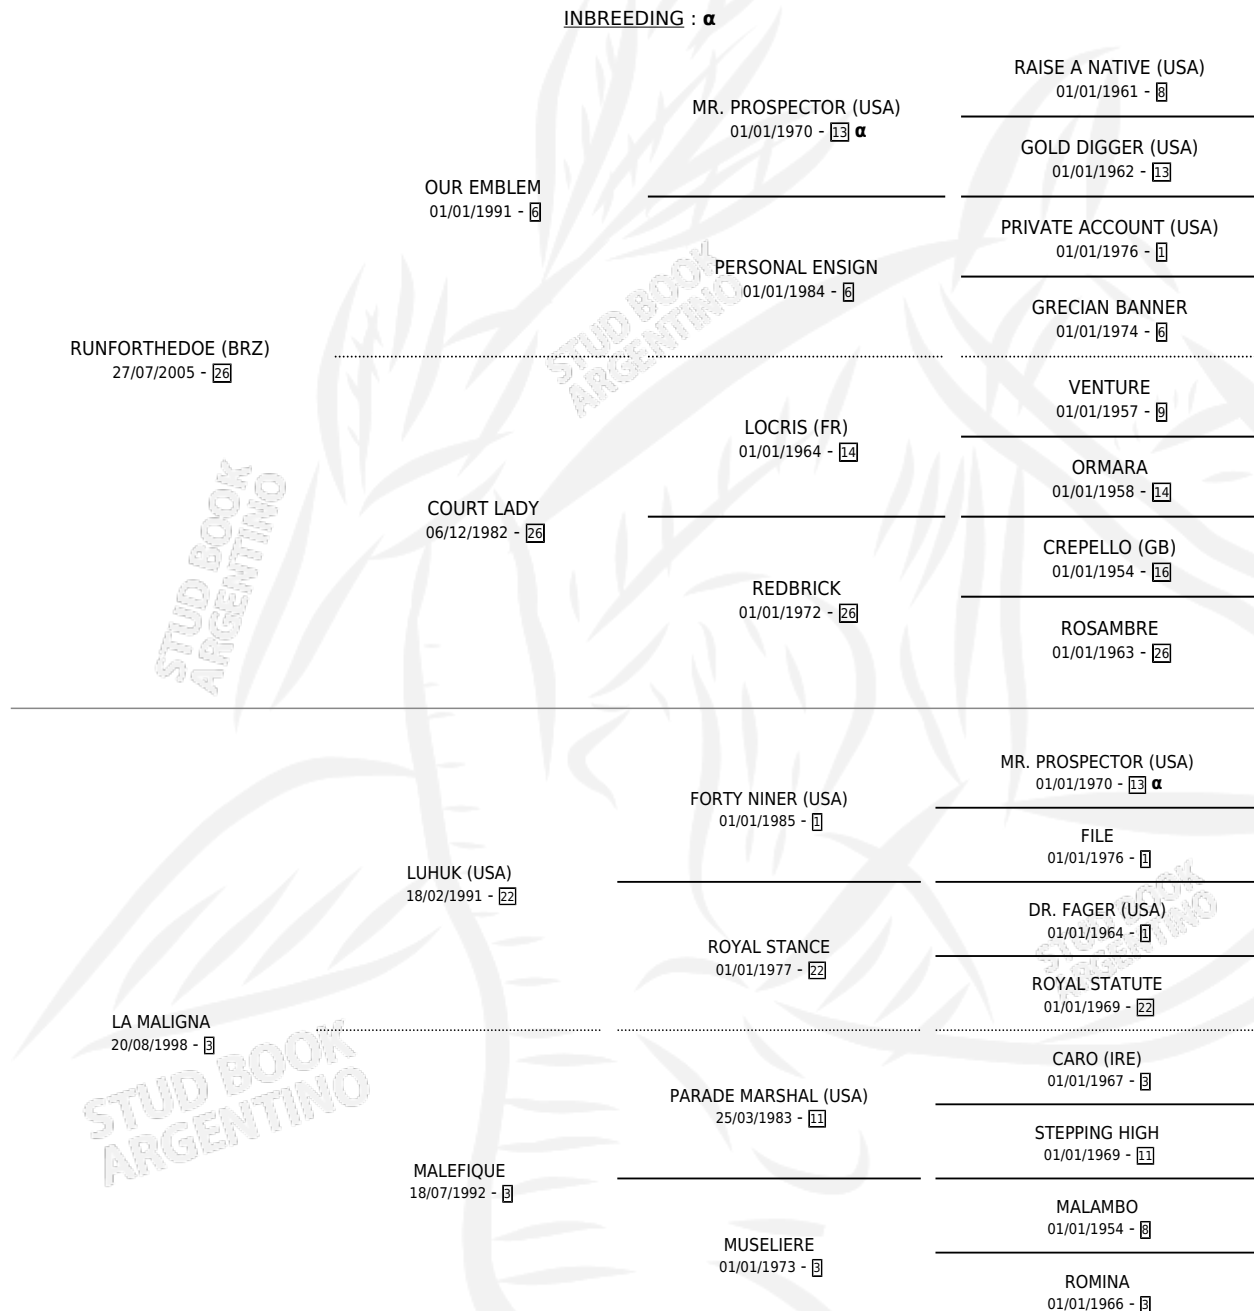 INBREEDING : α
RAISE A NATIVE (USA)
01/01/1961 - 8
MR. PROSPECTOR (USA)
01/01/1970 - 13 α
GOLD DIGGER (USA)
01/01/1962 - 13
OUR EMBLEM
01/01/1991 - 6
PRIVATE ACCOUNT (USA)
01/01/1976 - 1
PERSONAL ENSIGN
01/01/1984 - 6
GRECIAN BANNER
01/01/1974 - 6
RUNFORTHEDOE (BRZ)
27/07/2005 - 26
VENTURE
01/01/1957 - 9
LOCRIS (FR)
01/01/1964 - 14
ORMARA
01/01/1958 - 14
COURT LADY
06/12/1982 - 26
CREPELLO (GB)
01/01/1954 - 16
REDBRICK
01/01/1972 - 26
ROSAMBRE
01/01/1963 - 26
MR. PROSPECTOR (USA)
01/01/1970 - 13 α
FORTY NINER (USA)
01/01/1985 - 1
FILE
01/01/1976 - 1
LUHUK (USA)
18/02/1991 - 22
DR. FAGER (USA)
01/01/1964 - 1
ROYAL STANCE
01/01/1977 - 22
ROYAL STATUTE
01/01/1969 - 22
LA MALIGNA
20/08/1998 - 3
CARO (IRE)
01/01/1967 - 3
PARADE MARSHAL (USA)
25/03/1983 - 11
STEPPING HIGH
01/01/1969 - 11
MALEFIQUE
18/07/1992 - 3
MALAMBO
01/01/1954 - 8
MUSELIERE
01/01/1973 - 3
ROMINA
01/01/1966 - 3
STUD BOOK
ARGENTINO
STUD BOOK
ARGENTINO
STUD BOOK
ARGENTINO
STUD BOOK
ARGENTINO